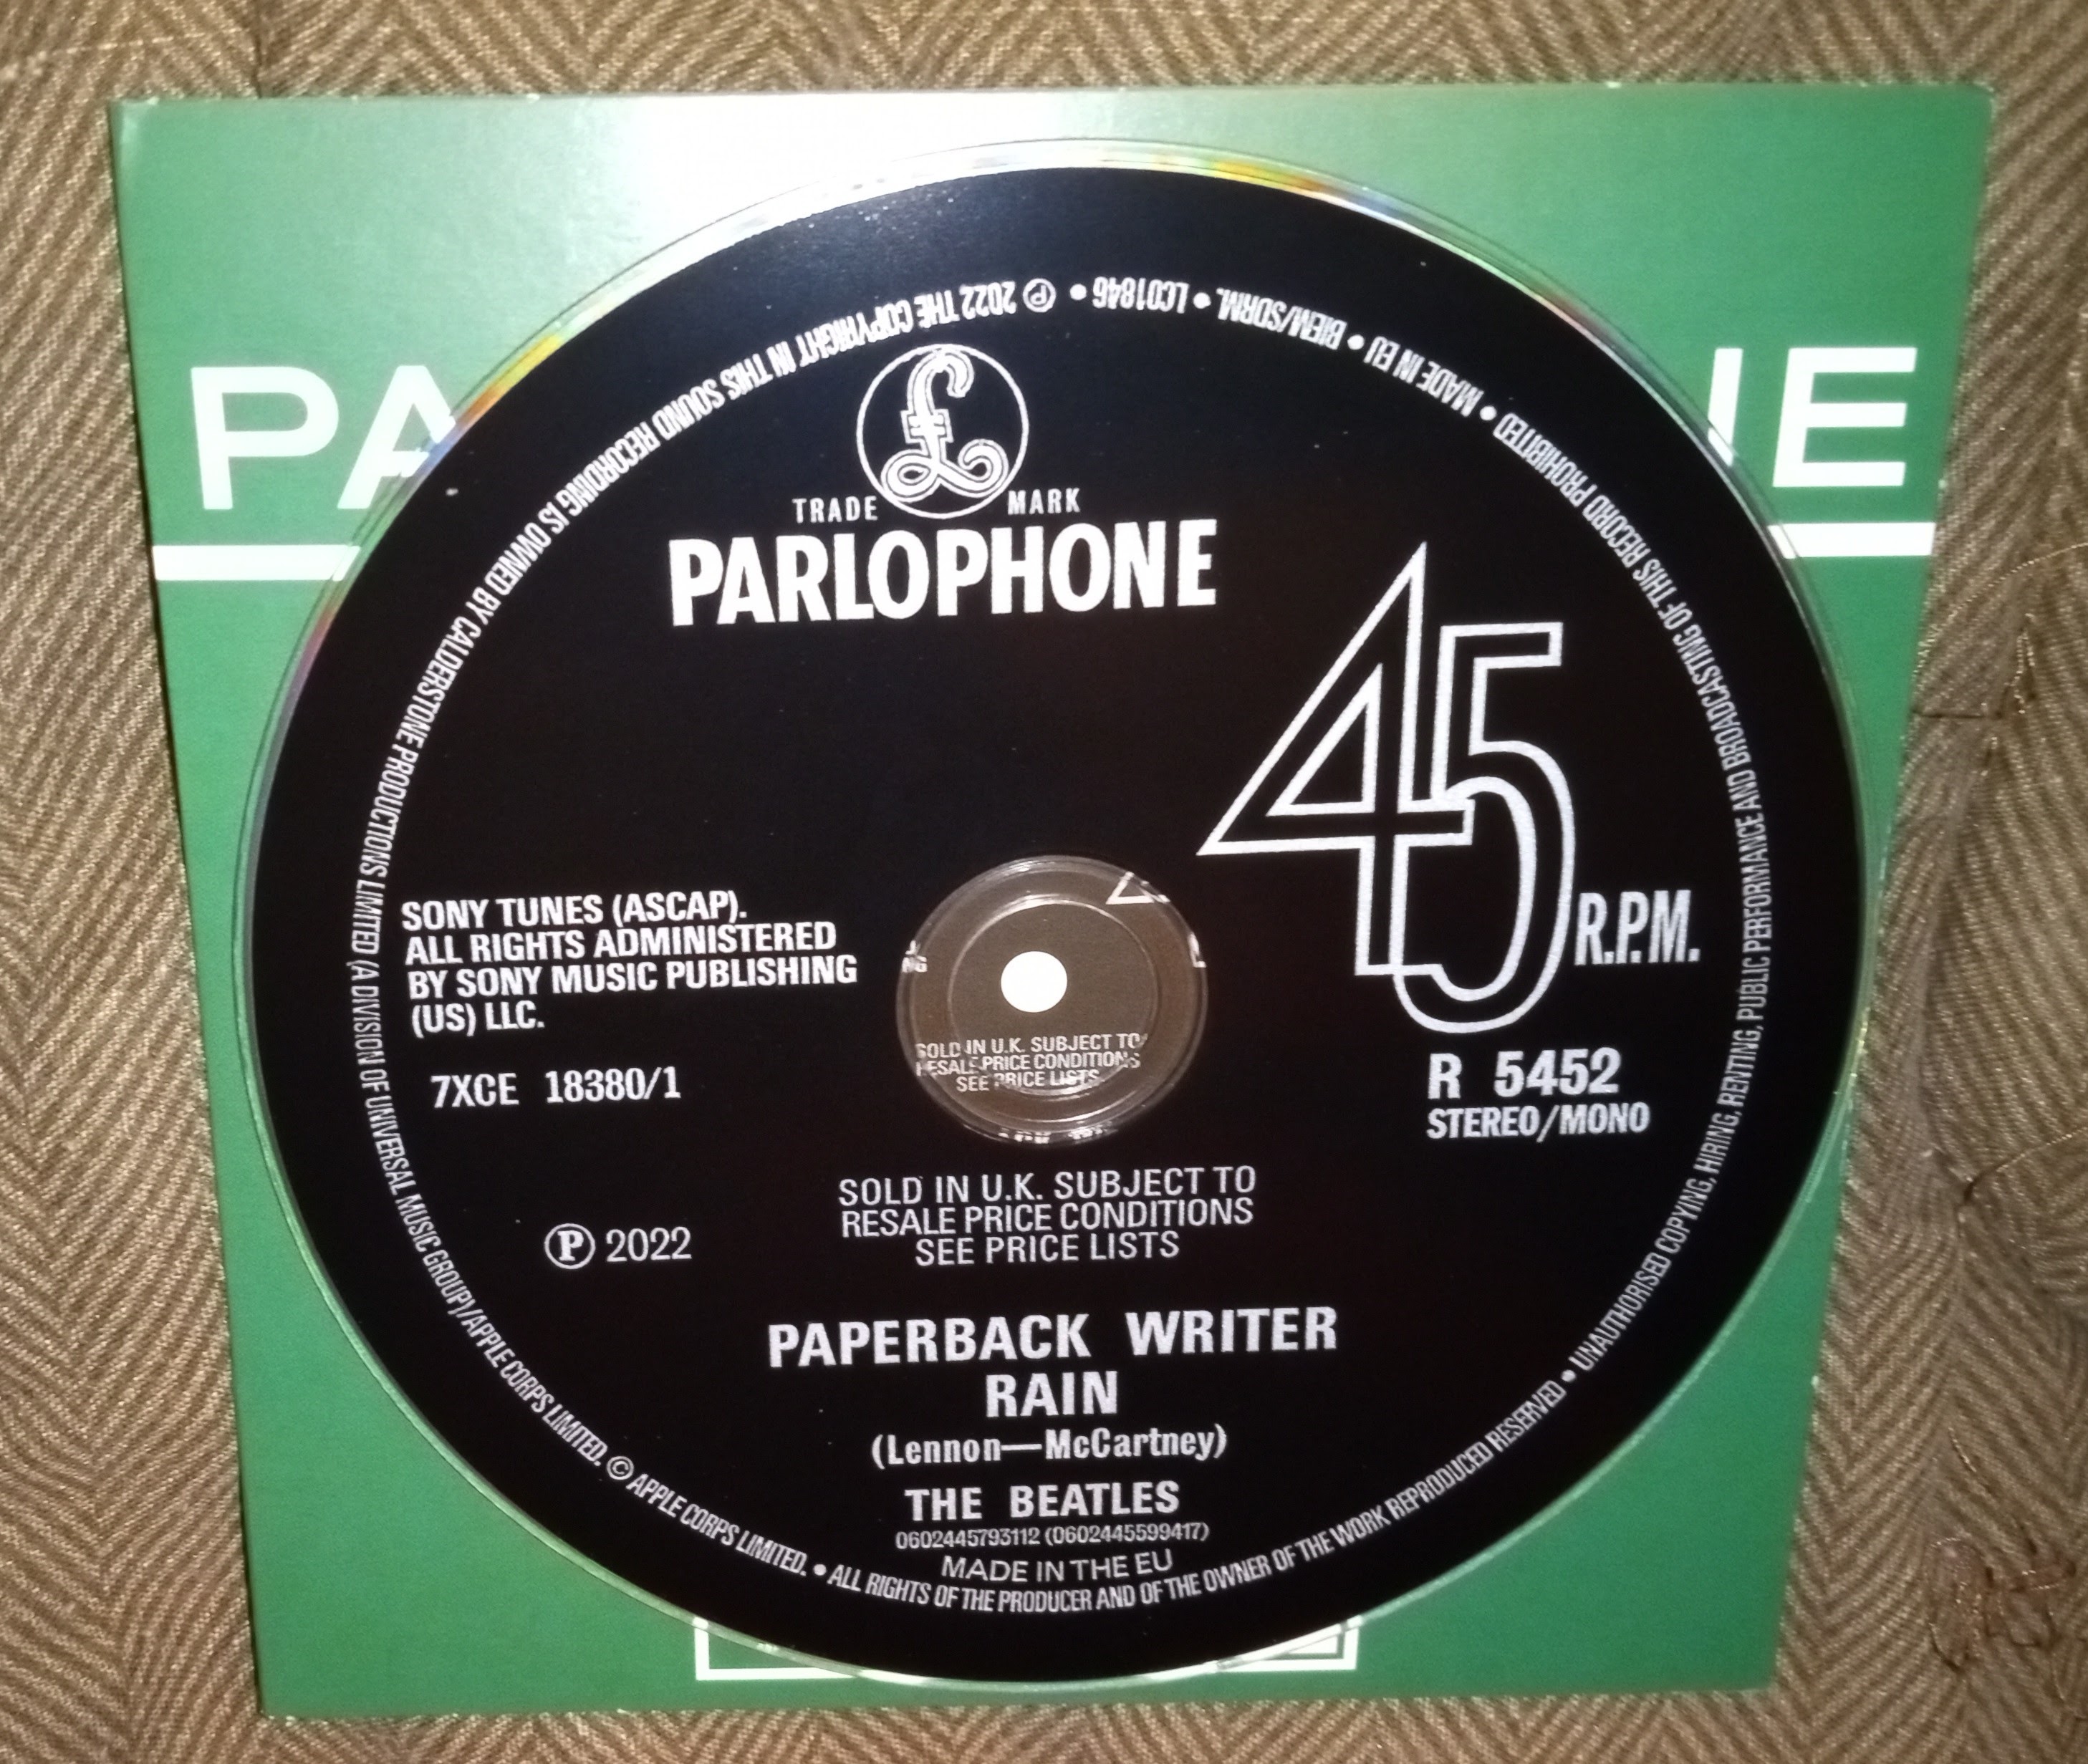 PA
NE
TRADE MARK
PARLOPHONE
45 R.P.M.
SONY TUNES (ASCAP).
ALL RIGHTS ADMINISTERED
BY SONY MUSIC PUBLISHING
(US) LLC.
7XCE 18380/1
R 5452
STEREO/MONO
℗ 2022
SOLD IN U.K. SUBJECT TO
RESALE PRICE CONDITIONS
SEE PRICE LISTS
SOLD IN U.K. SUBJECT TO
RESALE PRICE CONDITIONS
SEE PRICE LISTS
PAPERBACK WRITER
RAIN
(Lennon—McCartney)
THE BEATLES
0602445793112 (0602445599417)
MADE IN THE EU
℗ 2022 THE COPYRIGHT IN THIS SOUND RECORDING IS OWNED BY CALDERSTONE PRODUCTIONS LIMITED (A DIVISION OF UNIVERSAL MUSIC GROUP)/APPLE CORPS LIMITED. © APPLE CORPS LIMITED. • ALL RIGHTS OF THE PRODUCER AND OF THE OWNER OF THE WORK REPRODUCED RESERVED • UNAUTHORISED COPYING, HIRING, RENTING, PUBLIC PERFORMANCE AND BROADCASTING OF THIS RECORD PROHIBITED • MADE IN EU • BIEM/SDRM. • LC01846 •